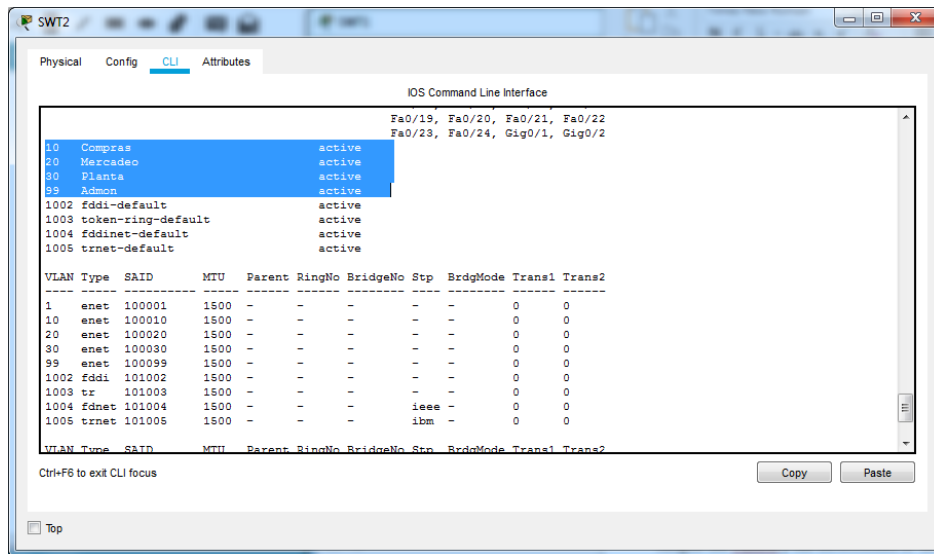 SWT2
Physical Config CLI Attributes
IOS Command Line Interface
Fa0/19, Fa0/20, Fa0/21, Fa0/22
Fa0/23, Fa0/24, Gig0/1, Gig0/2
10 Compras active
20 Mercadeo active
30 Planta active
99 Admon active
1002 fddi-default active
1003 token-ring-default active
1004 fddinet-default active
1005 trnet-default active
VLAN Type SAID MTU Parent RingNo BridgeNo Stp BrdgMode Trans1 Trans2
---- ----- ---------- ----- ------ ------ -------- ---- -------- ------ ------
1 enet 100001 1500 - - - - - 0 0
10 enet 100010 1500 - - - - - 0 0
20 enet 100020 1500 - - - - - 0 0
30 enet 100030 1500 - - - - - 0 0
99 enet 100099 1500 - - - - - 0 0
1002 fddi 101002 1500 - - - - - 0 0
1003 tr 101003 1500 - - - - - 0 0
1004 fdnet 101004 1500 - - - ieee - 0 0
1005 trnet 101005 1500 - - - ibm - 0 0
VLAN Type SAID MTU Parent RingNo BridgeNo Stp BrdgMode Trans1 Trans2
Ctrl+F6 to exit CLI focus
Copy Paste
Top